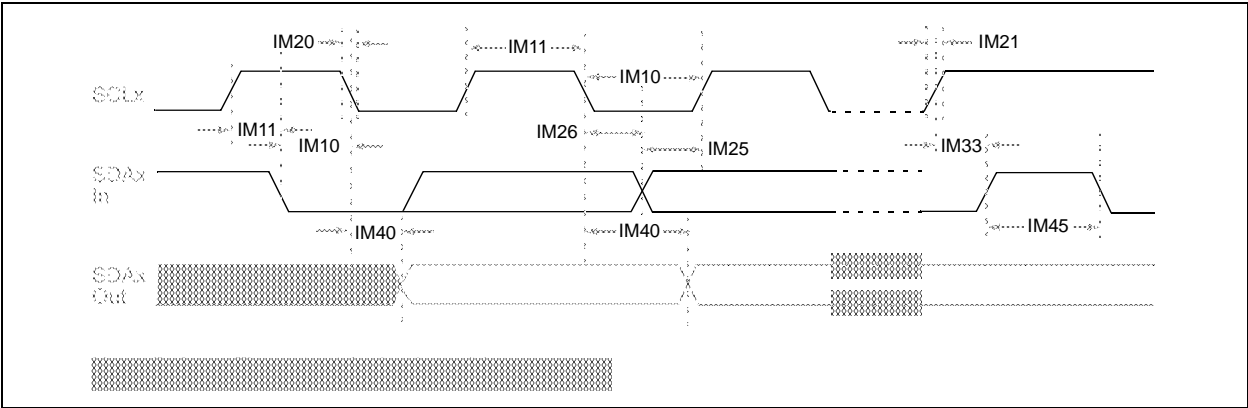 IM20
IM11
IM21
IM10
SCLx
IM11
IM26
IM10
IM25
IM33
SDAx
In
IM40
IM40
IM45
SDAx
Out